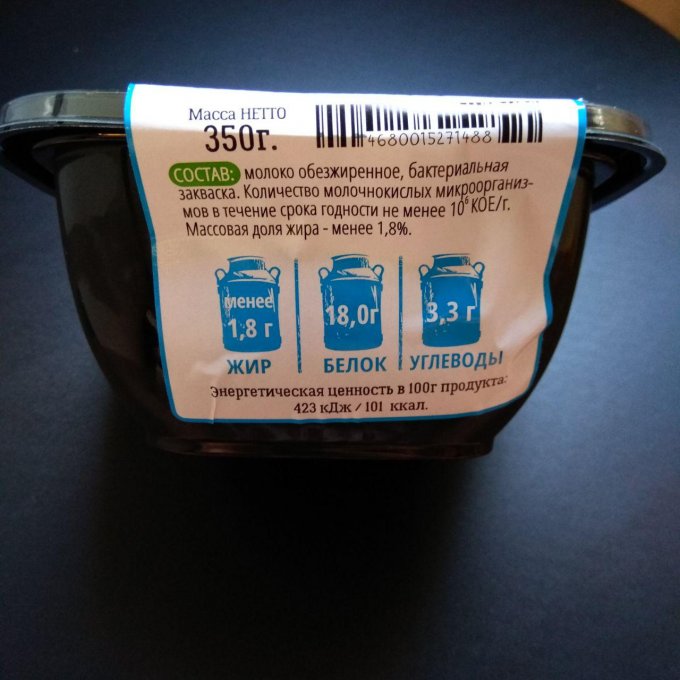 Масса НЕТТО
350г.
4680015271488
СОСТАВ: молоко обезжиренное, бактериальная
закваска. Количество молочнокислых микроорганиз-
мов в течение срока годности не менее 10⁶ КОЕ/г.
Массовая доля жира - менее 1,8%.
менее
1,8 г
18,0г
3,3 г
ЖИР
БЕЛОК
УГЛЕВОДЫ
Энергетическая ценность в 100г продукта:
423 кДж / 101 ккал.